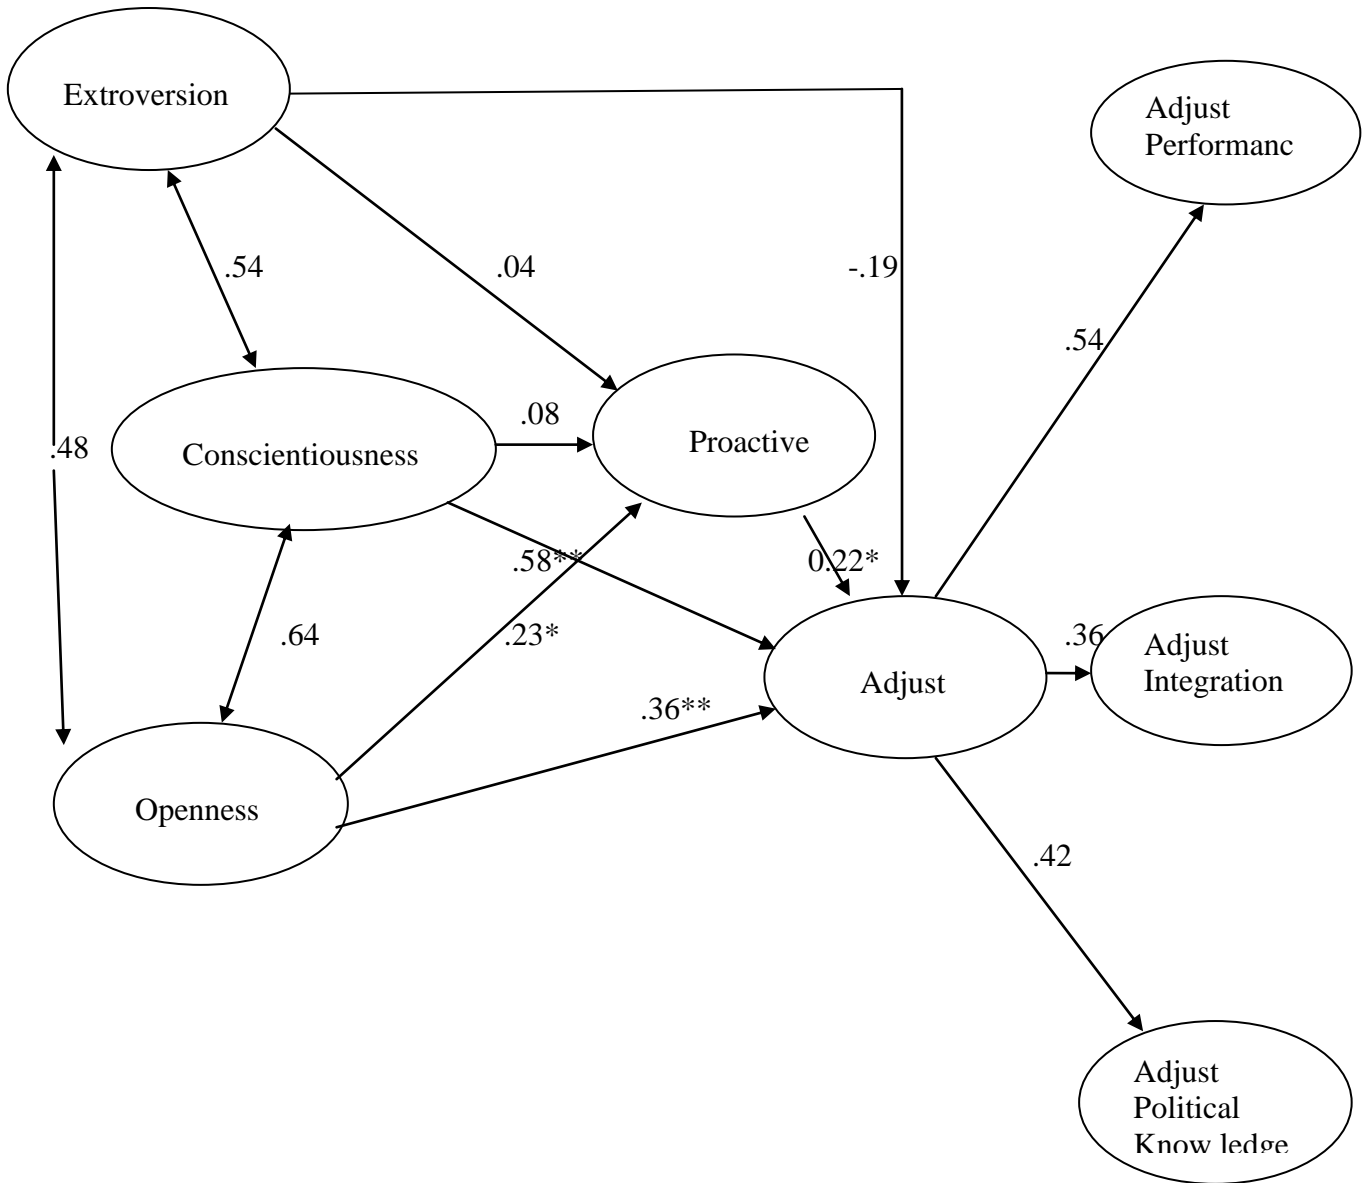 Extroversion
Adjust
Performanc
.54
.04
-.19
.54
.08
Proactive
.48
Conscientiousness
.58**
0.22*
.64
.23*
.36
Adjust
Integration
Adjust
.36**
Openness
.42
Adjust
Political
Know ledge